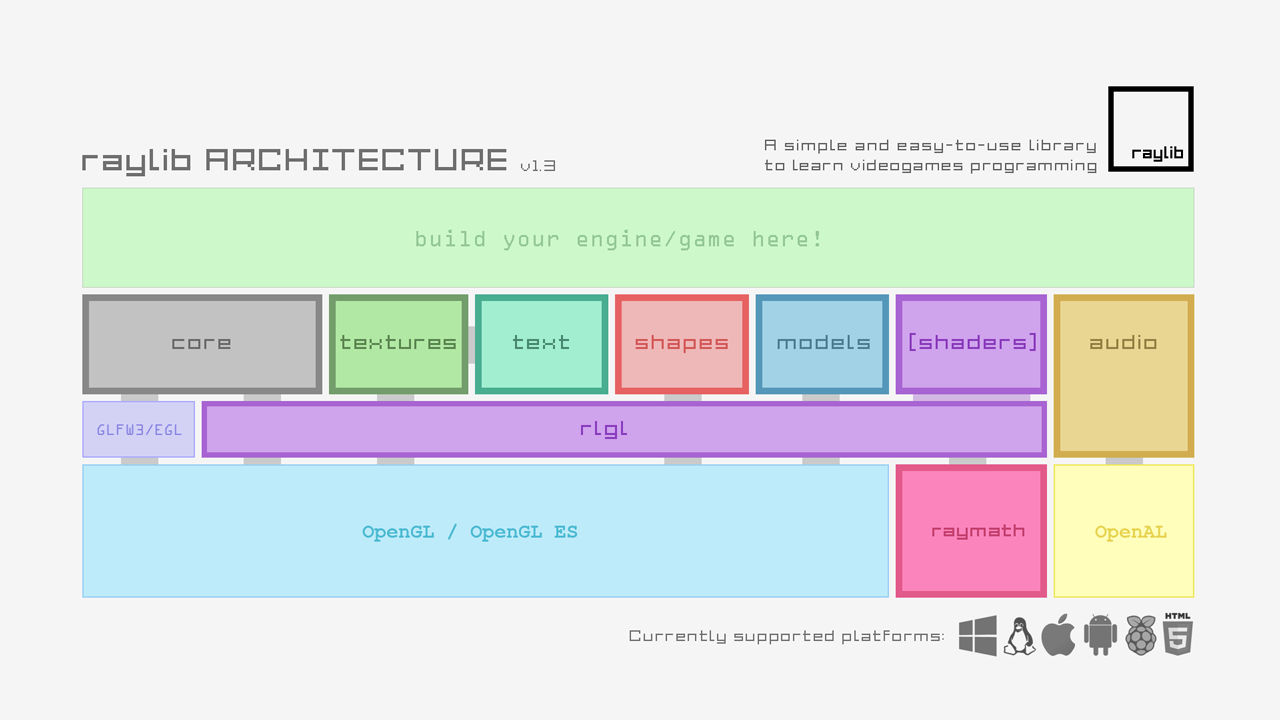 raylib ARCHITECTURE v1.3
A simple and easy-to-use library
to learn videogames programming
raylib
build your engine/game here!
core
textures
text
shapes
models
[shaders]
audio
GLFW3/EGL
rlgl
OpenGL / OpenGL ES
raymath
OpenAL
Currently supported platforms:
HTML
5